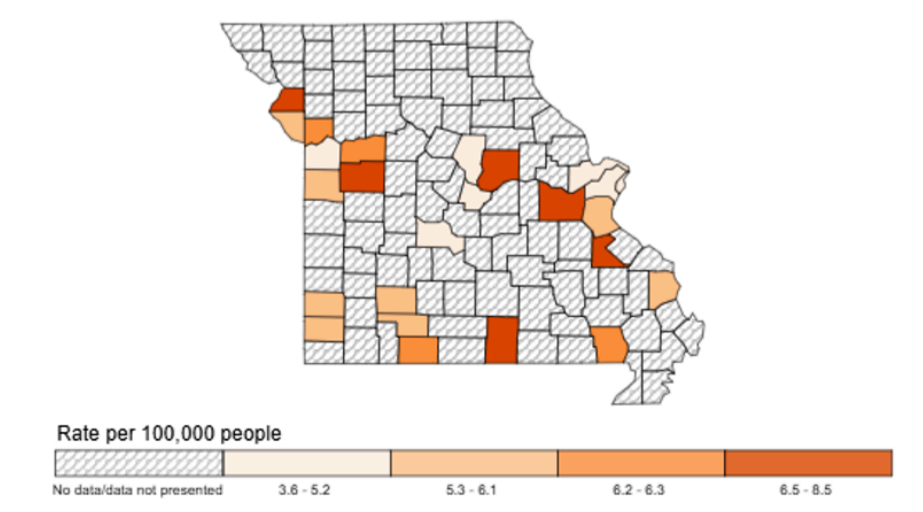 Rate per 100,000 people
No data/data not presented 3.6 - 5.2 5.3 - 6.1 6.2 - 6.3 6.5 - 8.5